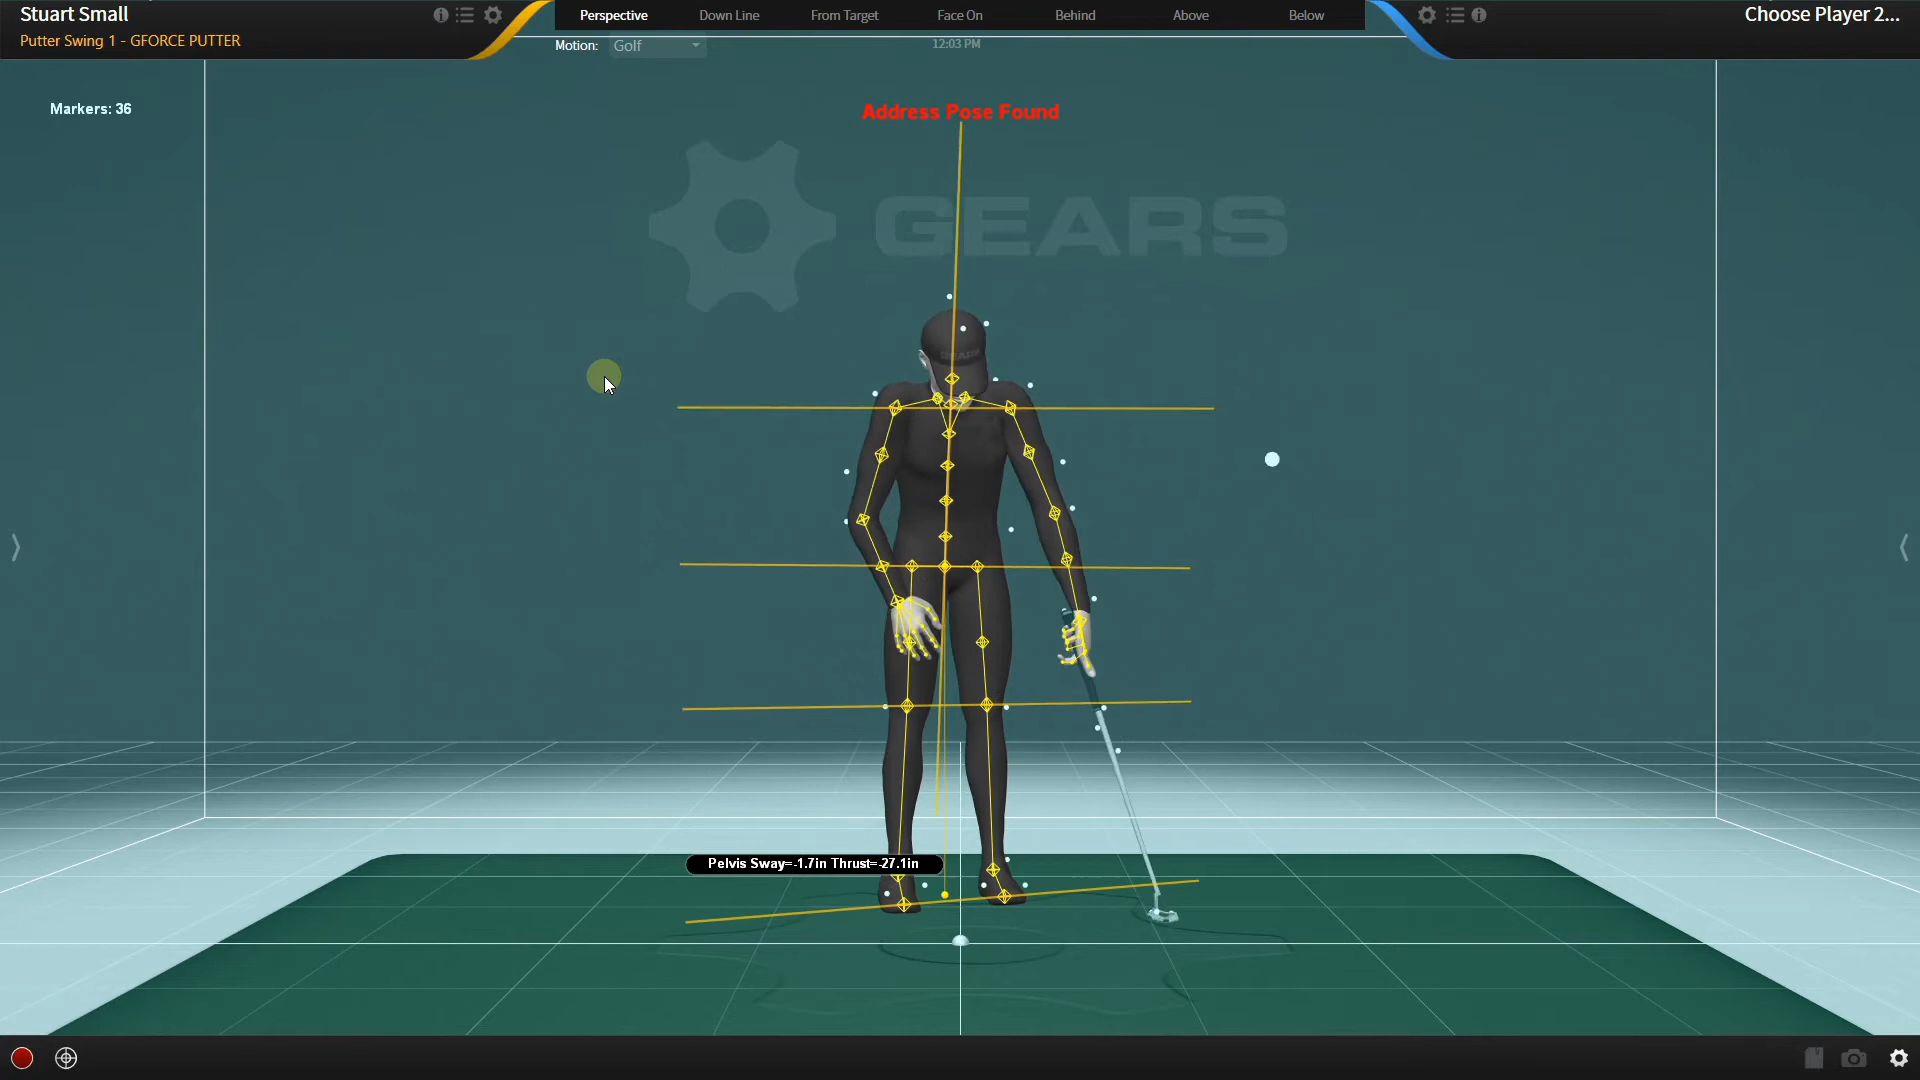 Stuart Small
Putter Swing 1 - GFORCE PUTTER
Perspective
Down Line
From Target
Face On
Behind
Above
Below
Choose Player 2...
Motion: Golf
12:03 PM
Markers: 36
Address Pose Found
GEARS
GEARS
Pelvis Sway=-1.7in Thrust=-27.1in